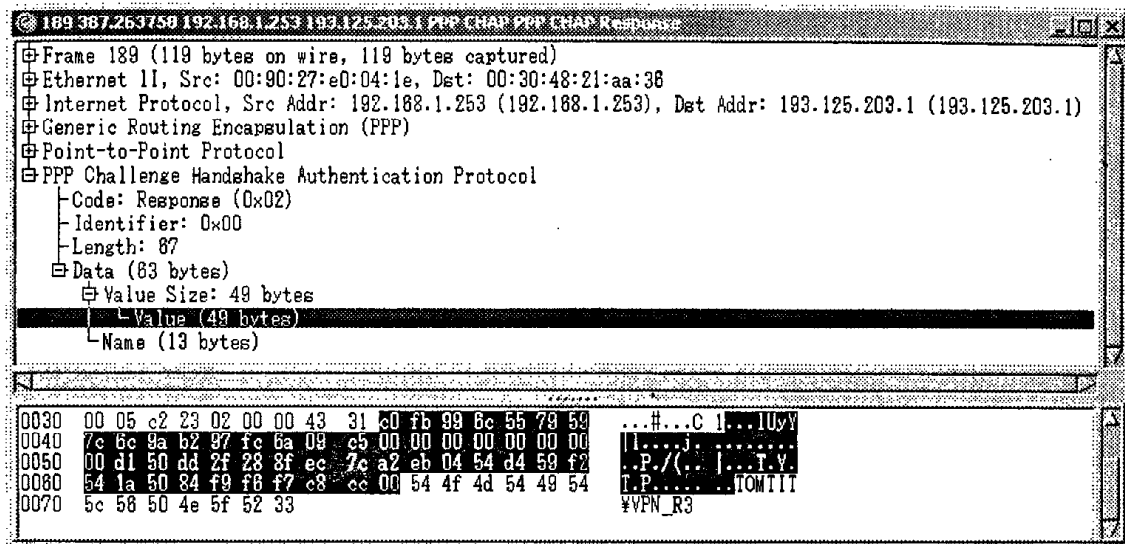 189 387.263758 192.168.1.253 193.125.203.1 PPP CHAP PPP CHAP Response
Frame 189 (119 bytes on wire, 119 bytes captured)
Ethernet II, Src: 00:90:27:e0:04:1e, Dst: 00:30:48:21:aa:36
Internet Protocol, Src Addr: 192.168.1.253 (192.168.1.253), Dst Addr: 193.125.203.1 (193.125.203.1)
Generic Routing Encapsulation (PPP)
Point-to-Point Protocol
PPP Challenge Handshake Authentication Protocol
Code: Response (0x02)
Identifier: 0x00
Length: 67
Data (63 bytes)
Value Size: 49 bytes
Value (49 bytes)
Name (13 bytes)
0030 00 05 c2 23 02 00 00 43 31 c0 fb 99 6c 55 79 59 ...#...C 1...lUyY
0040 7c 6c 9a b2 97 fc 6a 09 c5 00 00 00 00 00 00 00 |l....j. ........
0050 00 d1 50 dd 2f 28 8f ec 7c a2 eb 04 54 d4 59 f2 ..P./(.. |...T.Y.
0060 54 1a 50 84 f9 f6 f7 c8 cc 00 54 4f 4d 54 49 54 T.P..... ..TOMTIT
0070 5c 56 50 4e 5f 52 33 ¥VPN_R3